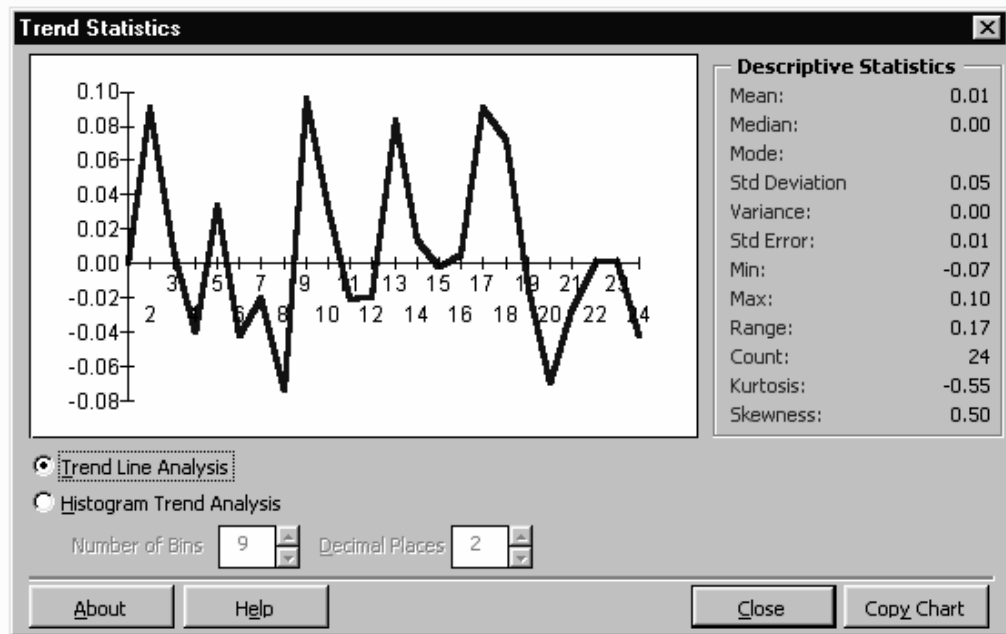 Trend Statistics
0.10
0.08
0.06
0.04
0.02
0.00
-0.02
-0.04
-0.06
-0.08
3 5 7 9 11 13 15 17 19 21 23
2 6 8 10 12 14 16 18 20 22 24
Descriptive Statistics
Mean: 0.01
Median: 0.00
Mode:
Std Deviation 0.05
Variance: 0.00
Std Error: 0.01
Min: -0.07
Max: 0.10
Range: 0.17
Count: 24
Kurtosis: -0.55
Skewness: 0.50
Trend Line Analysis
Histogram Trend Analysis
Number of Bins 9 Decimal Places 2
About Help Close Copy Chart